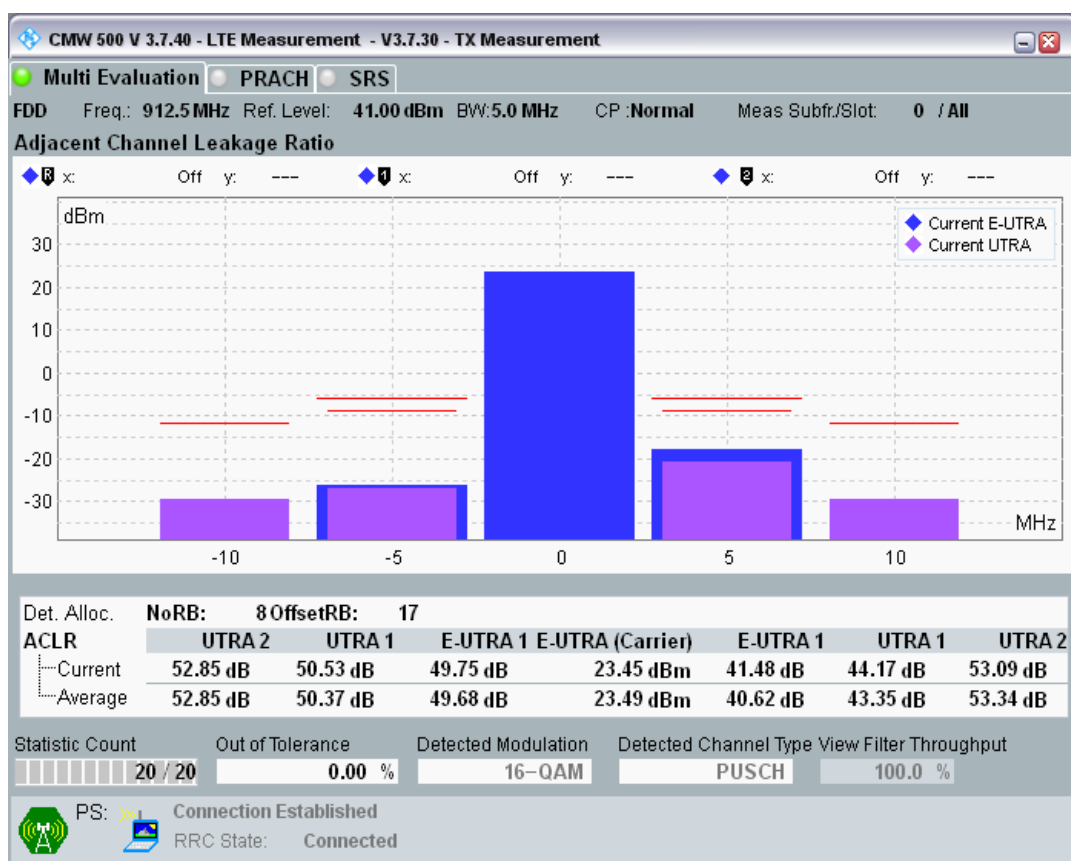 CMW 500 V 3.7.40 - LTE Measurement - V3.7.30 - TX Measurement
Multi Evaluation PRACH SRS
FDD Freq.: 912.5 MHz Ref. Level: 41.00 dBm BW:5.0 MHz CP :Normal Meas Subfr./Slot: 0 / All
Adjacent Channel Leakage Ratio
R x: Off y: --- 1 x: Off y: --- 2 x: Off y: ---
dBm
Current E-UTRA
Current UTRA
30
20
10
0
-10
-20
-30
MHz
-10 -5 0 5 10
Det. Alloc. NoRB: 8 OffsetRB: 17
ACLR UTRA 2 UTRA 1 E-UTRA 1 E-UTRA (Carrier) E-UTRA 1 UTRA 1 UTRA 2
Current 52.85 dB 50.53 dB 49.75 dB 23.45 dBm 41.48 dB 44.17 dB 53.09 dB
Average 52.85 dB 50.37 dB 49.68 dB 23.49 dBm 40.62 dB 43.35 dB 53.34 dB
Statistic Count Out of Tolerance Detected Modulation Detected Channel Type View Filter Throughput
20 / 20 0.00 % 16-QAM PUSCH 100.0 %
PS: Connection Established
RRC State: Connected